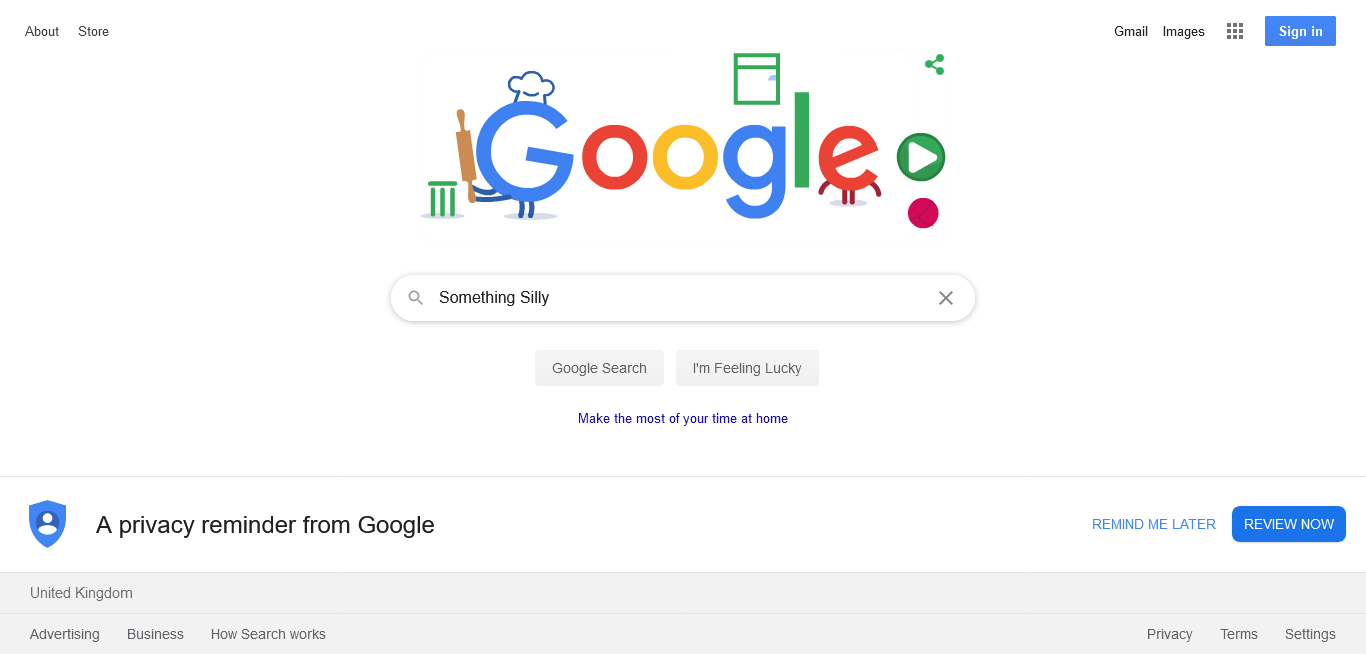 About Store Gmail Images Sign in
Google
Something Silly
Google Search I'm Feeling Lucky
Make the most of your time at home
A privacy reminder from Google REMIND ME LATER REVIEW NOW
United Kingdom
Advertising Business How Search works Privacy Terms Settings